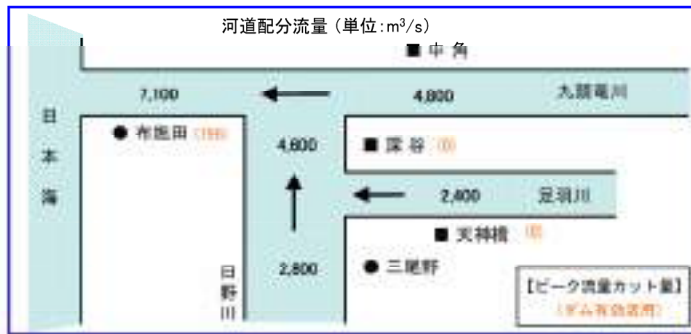 河道配分流量（単位:m³/s）
■ 中 角
7,100
4,800
九頭竜川
日本海
● 布施田
4,600
■ 深 谷 (0)
2,400
足羽川
■ 天神橋 (0)
日野川
2,800
● 三尾野
【ピーク流量カット量】
(ダム有効活用)